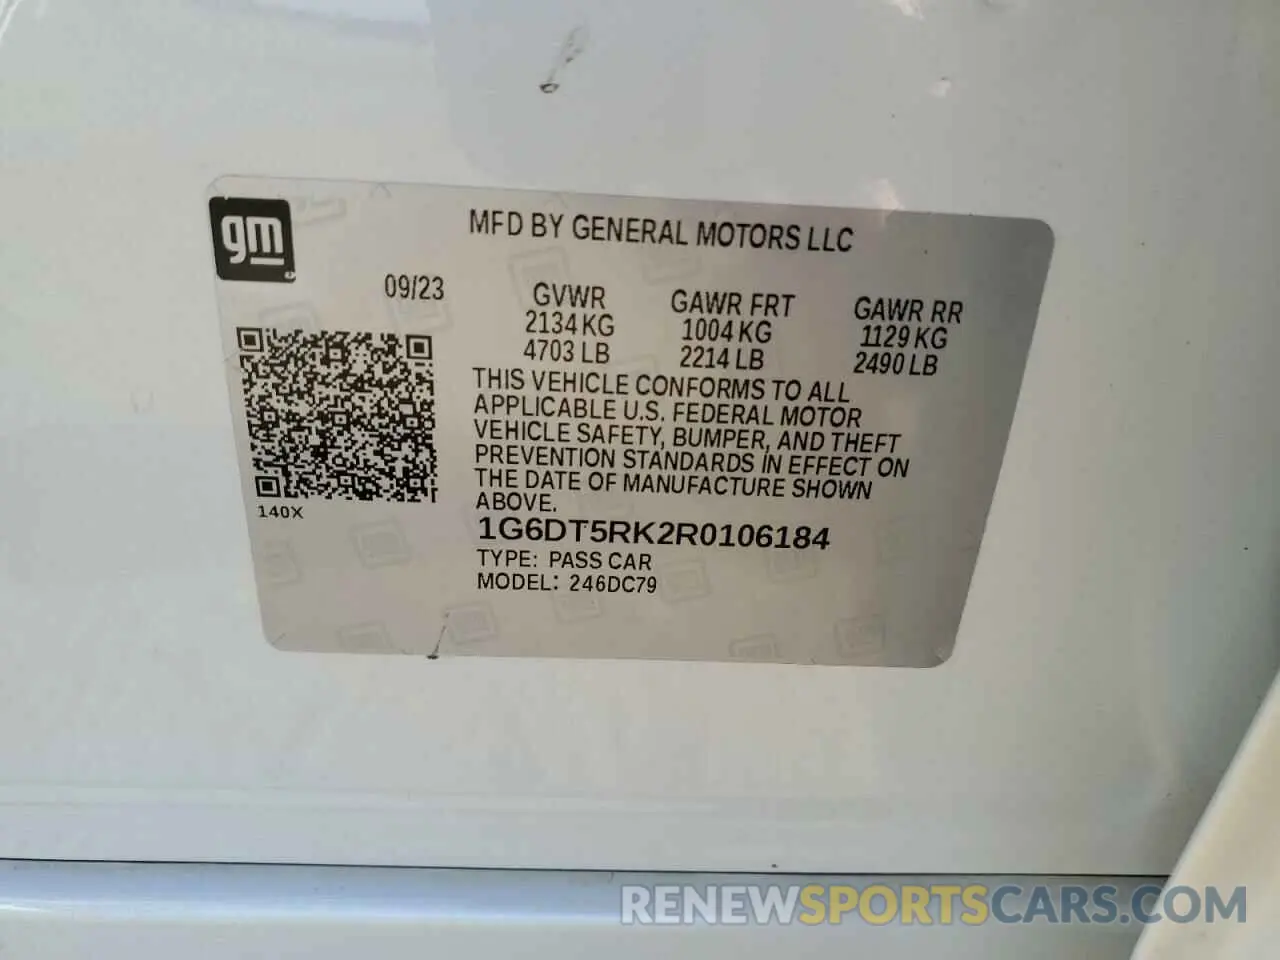 gm
MFD BY GENERAL MOTORS LLC
09/23
GVWR GAWR FRT GAWR RR
2134 KG 1004 KG 1129 KG
4703 LB 2214 LB 2490 LB
THIS VEHICLE CONFORMS TO ALL
APPLICABLE U.S. FEDERAL MOTOR
VEHICLE SAFETY, BUMPER, AND THEFT
PREVENTION STANDARDS IN EFFECT ON
THE DATE OF MANUFACTURE SHOWN
ABOVE.
140X
1G6DT5RK2R0106184
TYPE: PASS CAR
MODEL: 246DC79
RENEWSPORTSCARS.COM